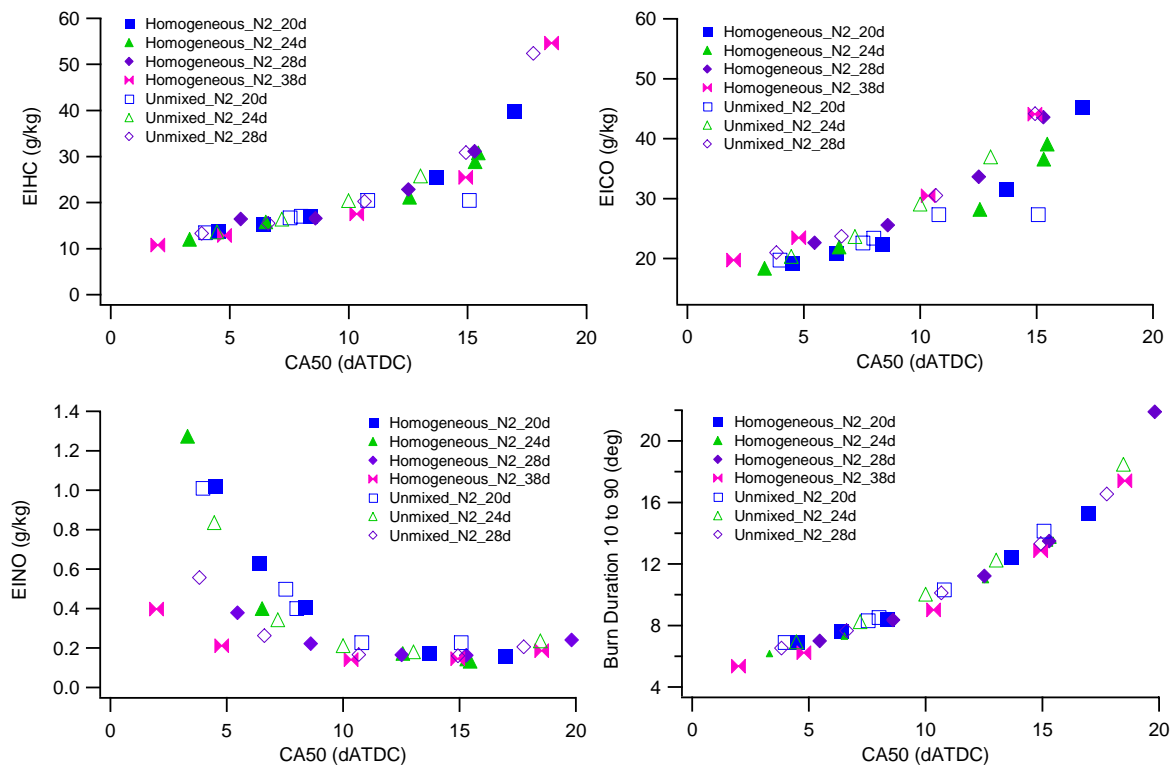 EIHC (g/kg)
60
50
40
30
20
10
0
Homogeneous_N2_20d
Homogeneous_N2_24d
Homogeneous_N2_28d
Homogeneous_N2_38d
Unmixed_N2_20d
Unmixed_N2_24d
Unmixed_N2_28d
0 5 10 15 20
CA50 (dATDC)
EICO (g/kg)
60
50
40
30
20
Homogeneous_N2_20d
Homogeneous_N2_24d
Homogeneous_N2_28d
Homogeneous_N2_38d
Unmixed_N2_20d
Unmixed_N2_24d
Unmixed_N2_28d
0 5 10 15 20
CA50 (dATDC)
EINO (g/kg)
1.4
1.2
1.0
0.8
0.6
0.4
0.2
0.0
Homogeneous_N2_20d
Homogeneous_N2_24d
Homogeneous_N2_28d
Homogeneous_N2_38d
Unmixed_N2_20d
Unmixed_N2_24d
Unmixed_N2_28d
0 5 10 15 20
CA50 (dATDC)
Burn Duration 10 to 90 (deg)
20
16
12
8
4
Homogeneous_N2_20d
Homogeneous_N2_24d
Homogeneous_N2_28d
Homogeneous_N2_38d
Unmixed_N2_20d
Unmixed_N2_24d
Unmixed_N2_28d
0 5 10 15 20
CA50 (dATDC)